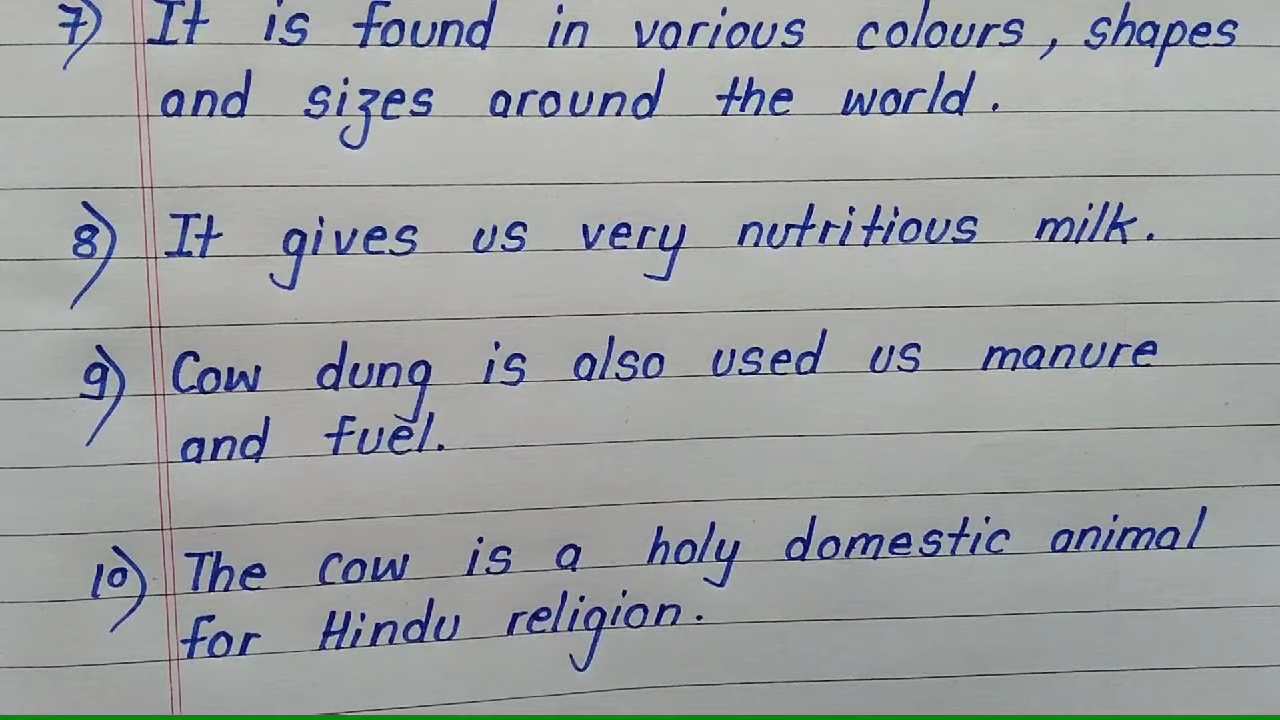 7) It is found in various colours, shapes
and sizes around the world.
8) It gives us very nutritious milk.
9) Cow dung is also used us manure
and fuel.
10) The cow is a holy domestic animal
for Hindu religion.